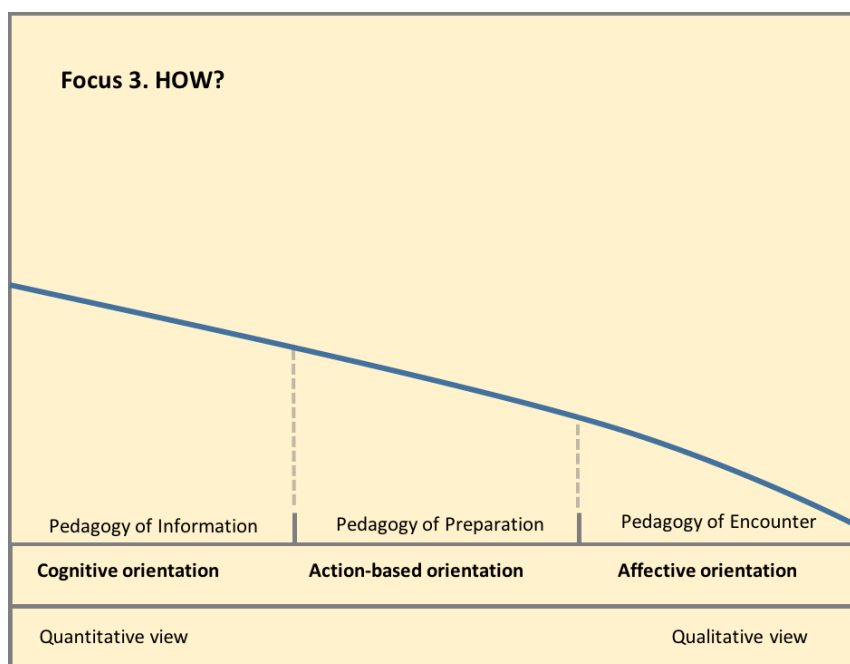 Focus 3. HOW?
Pedagogy of Information
Pedagogy of Preparation
Pedagogy of Encounter
Cognitive orientation
Action-based orientation
Affective orientation
Quantitative view
Qualitative view